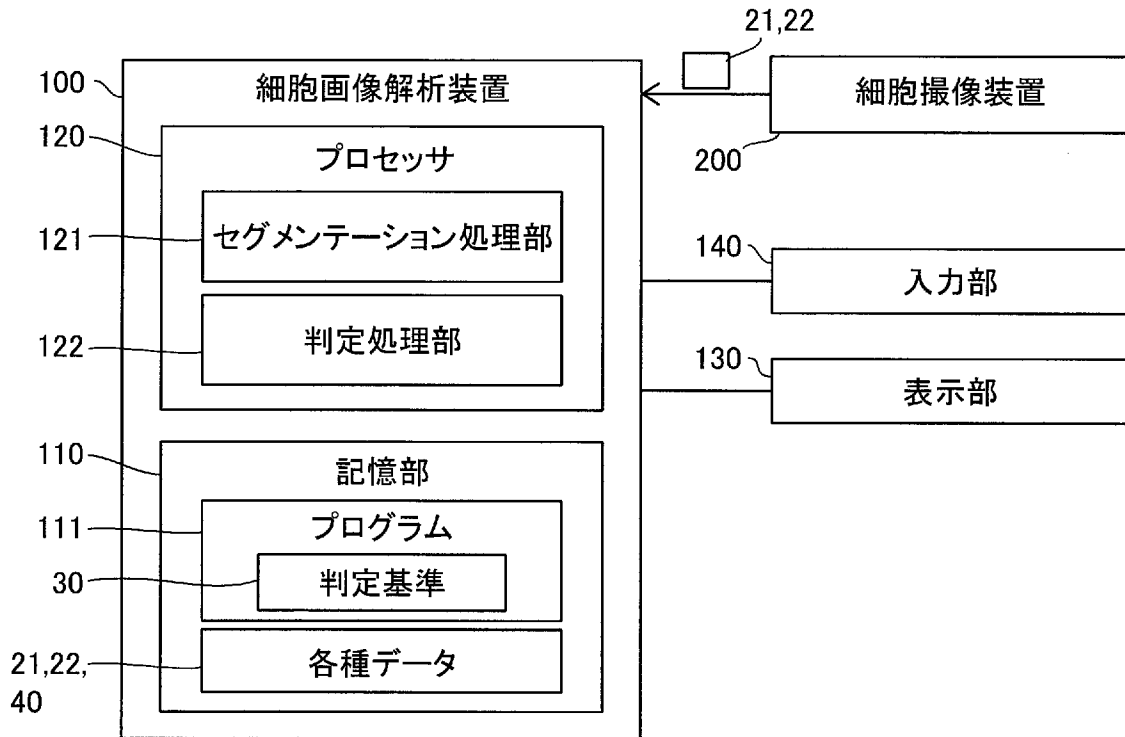 21,22
100
細胞画像解析装置
細胞撮像装置
200
120
プロセッサ
121
セグメンテーション処理部
122
判定処理部
140
入力部
130
表示部
110
記憶部
111
プログラム
30
判定基準
21,22,
40
各種データ